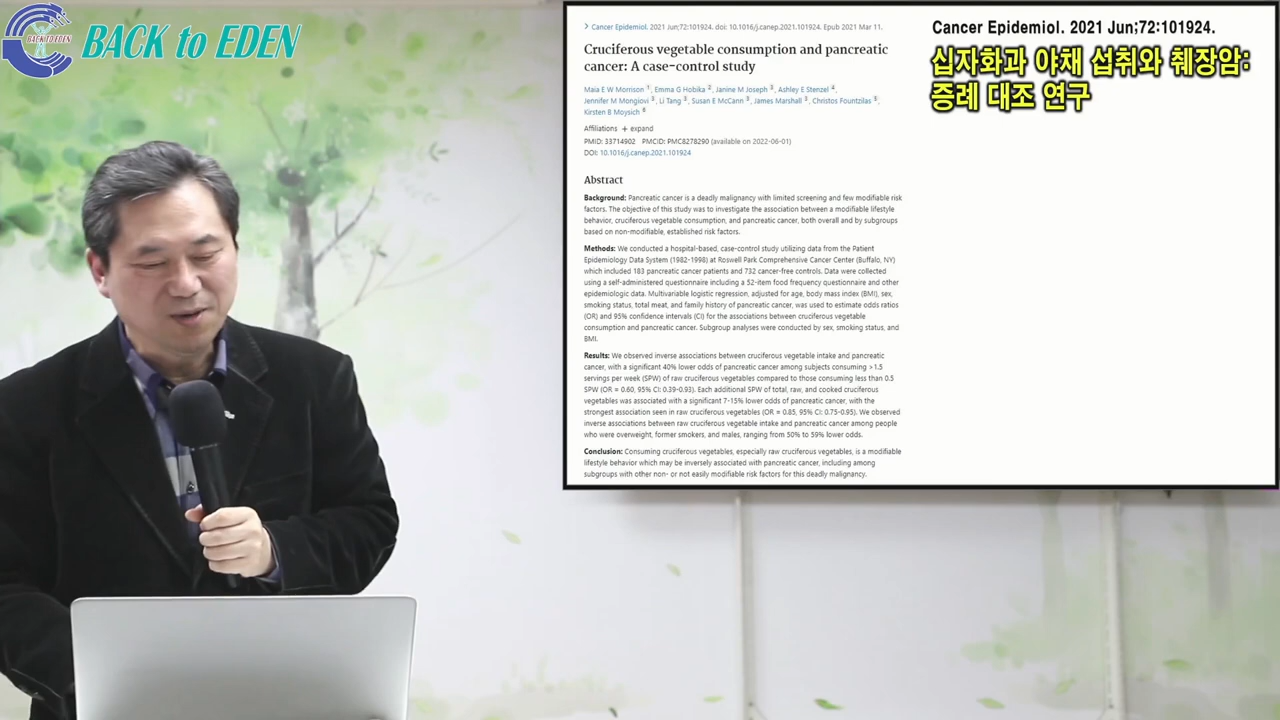 BACK to EDEN
BACK TO EDEN
Cancer Epidemiol. 2021 Jun;72:101924. doi: 10.1016/j.canep.2021.101924. Epub 2021 Mar 11.
Cruciferous vegetable consumption and pancreatic
cancer: A case-control study
Maia E W Morrison 1, Emma G Hobika 2, Janine M Joseph 3, Ashley E Stenzel 4,
Jennifer M Mongiovi 3, Li Tang 3, Susan E McCann 3, James Marshall 3, Christos Fountzilas 5,
Kirsten B Moysich 6
Affiliations + expand
PMID: 33714902 PMCID: PMC8278290 (available on 2022-06-01)
DOI: 10.1016/j.canep.2021.101924
Abstract
Background: Pancreatic cancer is a deadly malignancy with limited screening and few modifiable risk
factors. The objective of this study was to investigate the association between a modifiable lifestyle
behavior, cruciferous vegetable consumption, and pancreatic cancer, both overall and by subgroups
based on non-modifiable, established risk factors.
Methods: We conducted a hospital-based, case-control study utilizing data from the Patient
Epidemiology Data System (1982-1998) at Roswell Park Comprehensive Cancer Center (Buffalo, NY)
which included 183 pancreatic cancer patients and 732 cancer-free controls. Data were collected
using a self-administered questionnaire including a 52-item food frequency questionnaire and other
epidemiologic data. Multivariable logistic regression, adjusted for age, body mass index (BMI), sex,
smoking status, total meat, and family history of pancreatic cancer, was used to estimate odds ratios
(OR) and 95% confidence intervals (CI) for the associations between cruciferous vegetable
consumption and pancreatic cancer. Subgroup analyses were conducted by sex, smoking status, and
BMI.
Results: We observed inverse associations between cruciferous vegetable intake and pancreatic
cancer, with a significant 40% lower odds of pancreatic cancer among subjects consuming >1.5
servings per week (SPW) of raw cruciferous vegetables compared to those consuming less than 0.5
SPW (OR = 0.60, 95% CI: 0.39-0.93). Each additional SPW of total, raw, and cooked cruciferous
vegetables was associated with a significant 7-15% lower odds of pancreatic cancer, with the
strongest association seen in raw cruciferous vegetables (OR = 0.85, 95% CI: 0.75-0.95). We observed
inverse associations between raw cruciferous vegetable intake and pancreatic cancer among people
who were overweight, former smokers, and males, ranging from 50% to 59% lower odds.
Conclusion: Consuming cruciferous vegetables, especially raw cruciferous vegetables, is a modifiable
lifestyle behavior which may be inversely associated with pancreatic cancer, including among
subgroups with other non- or not easily modifiable risk factors for this deadly malignancy.
Cancer Epidemiol. 2021 Jun;72:101924.
십자화과 야채 섭취와 췌장암:
증례 대조 연구